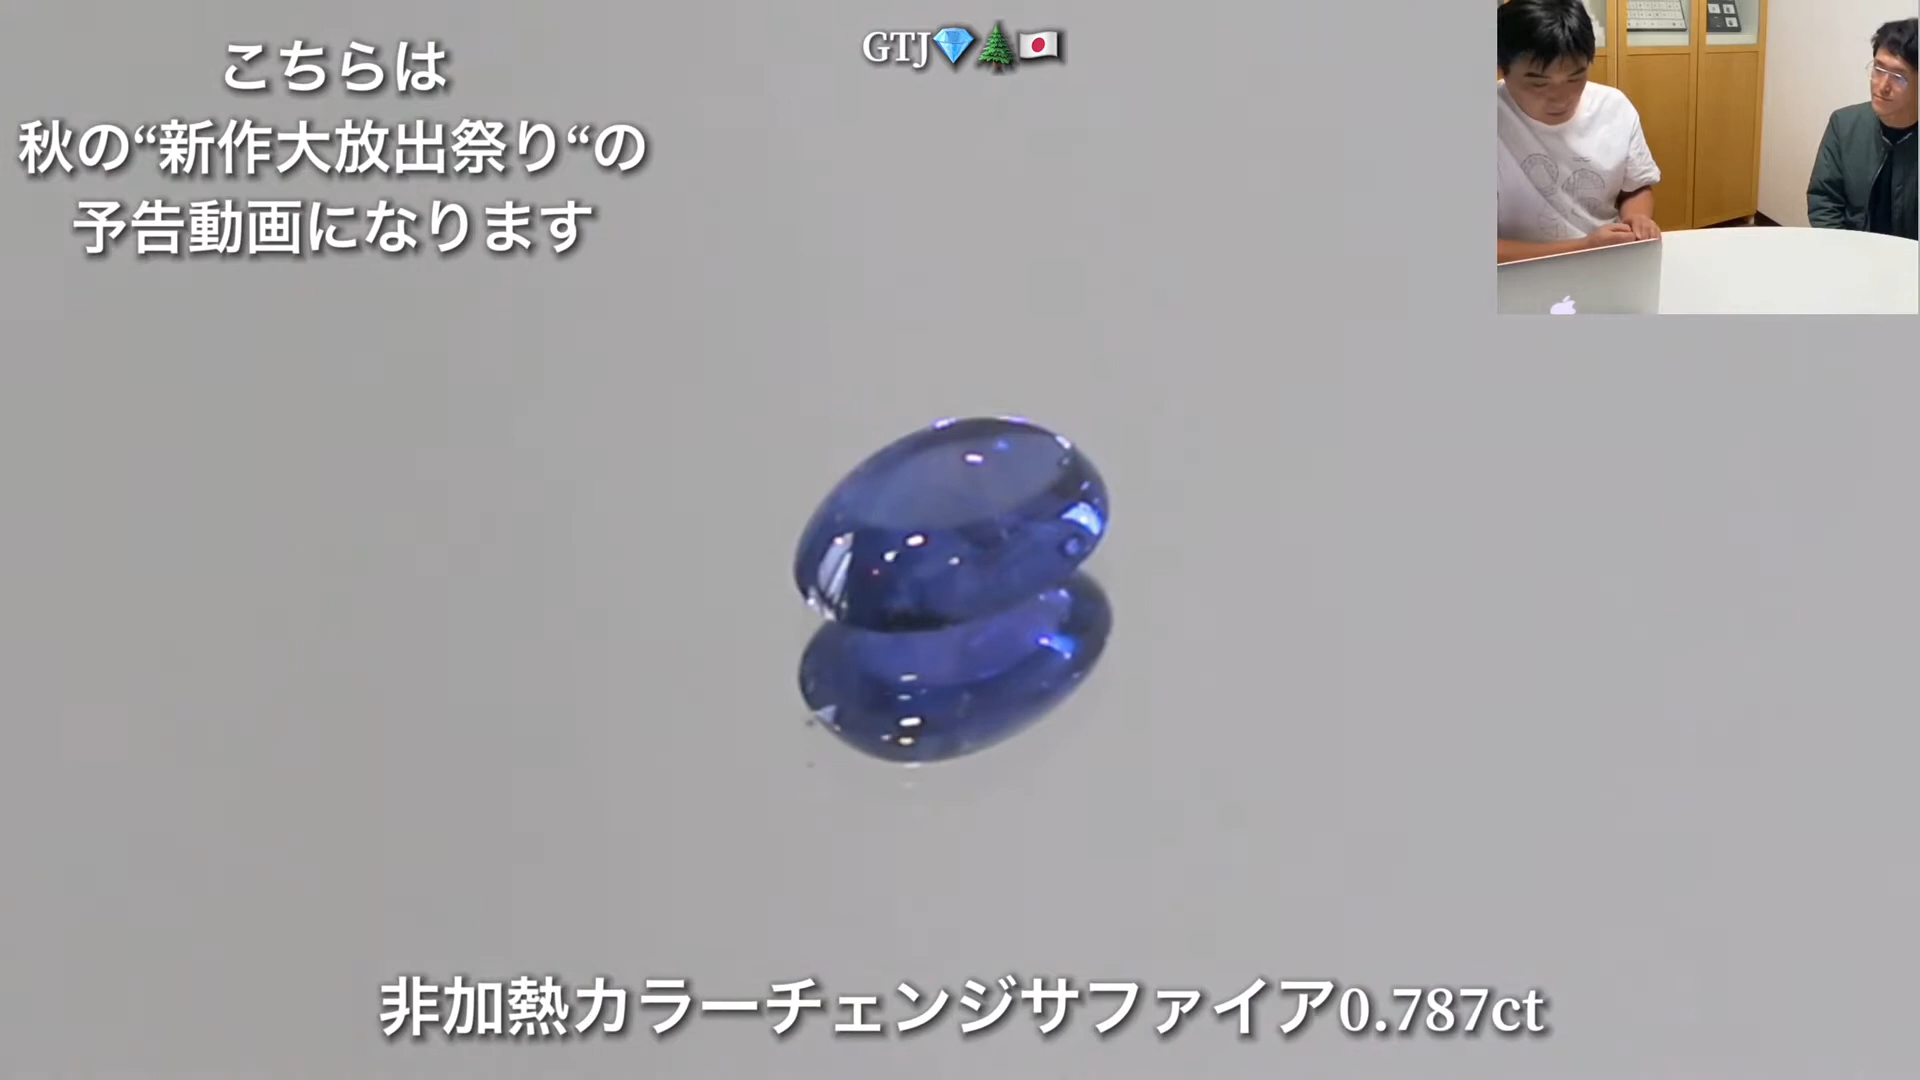 こちらは
秋の“新作大放出祭り“の
予告動画になります
GTJ💎🌲🇯🇵
非加熱カラーチェンジサファイア0.787ct